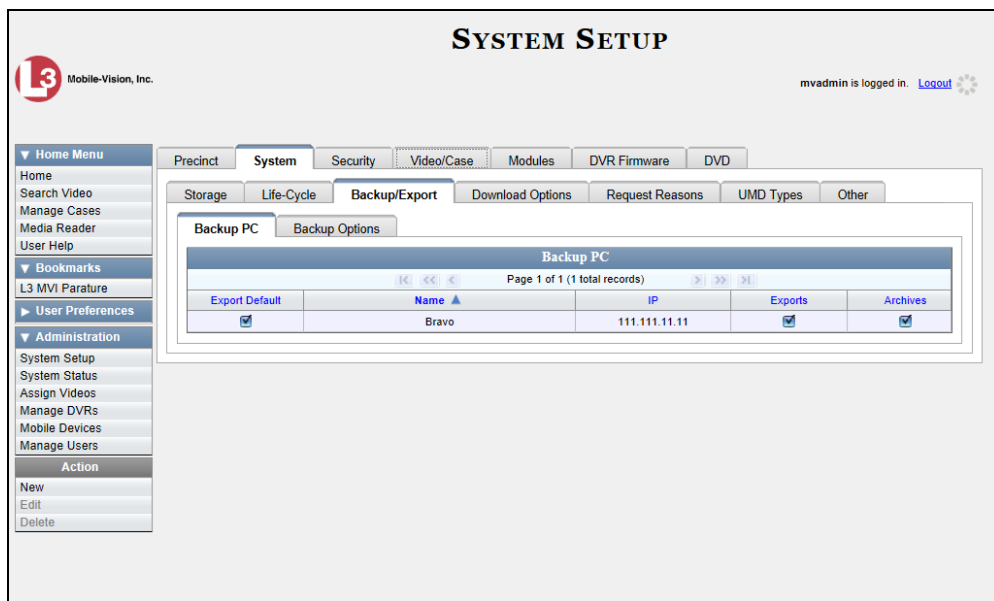 SYSTEM SETUP
L3 Mobile-Vision, Inc.
mvadmin is logged in. Logout
▼ Home Menu
Home
Search Video
Manage Cases
Media Reader
User Help
▼ Bookmarks
L3 MVI Parature
▶ User Preferences
▼ Administration
System Setup
System Status
Assign Videos
Manage DVRs
Mobile Devices
Manage Users
Action
New
Edit
Delete
Precinct System Security Video/Case Modules DVR Firmware DVD
Storage Life-Cycle Backup/Export Download Options Request Reasons UMD Types Other
Backup PC Backup Options
Backup PC
|< << < Page 1 of 1 (1 total records) > >> >|
Export Default Name ▲ IP Exports Archives
Bravo 111.111.11.11